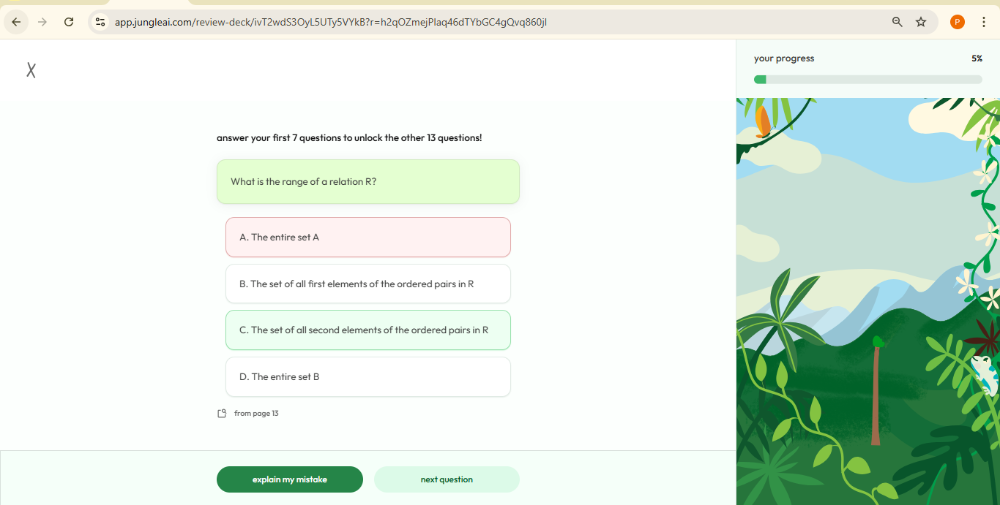 app.jungleai.com/review-deck/ivT2wdS3OyL5UTy5VYkB?r=h2qOZmejPlaq46dTYbGC4gQvq860jI
P
your progress
5%
answer your first 7 questions to unlock the other 13 questions!
What is the range of a relation R?
A. The entire set A
B. The set of all first elements of the ordered pairs in R
C. The set of all second elements of the ordered pairs in R
D. The entire set B
from page 13
explain my mistake
next question